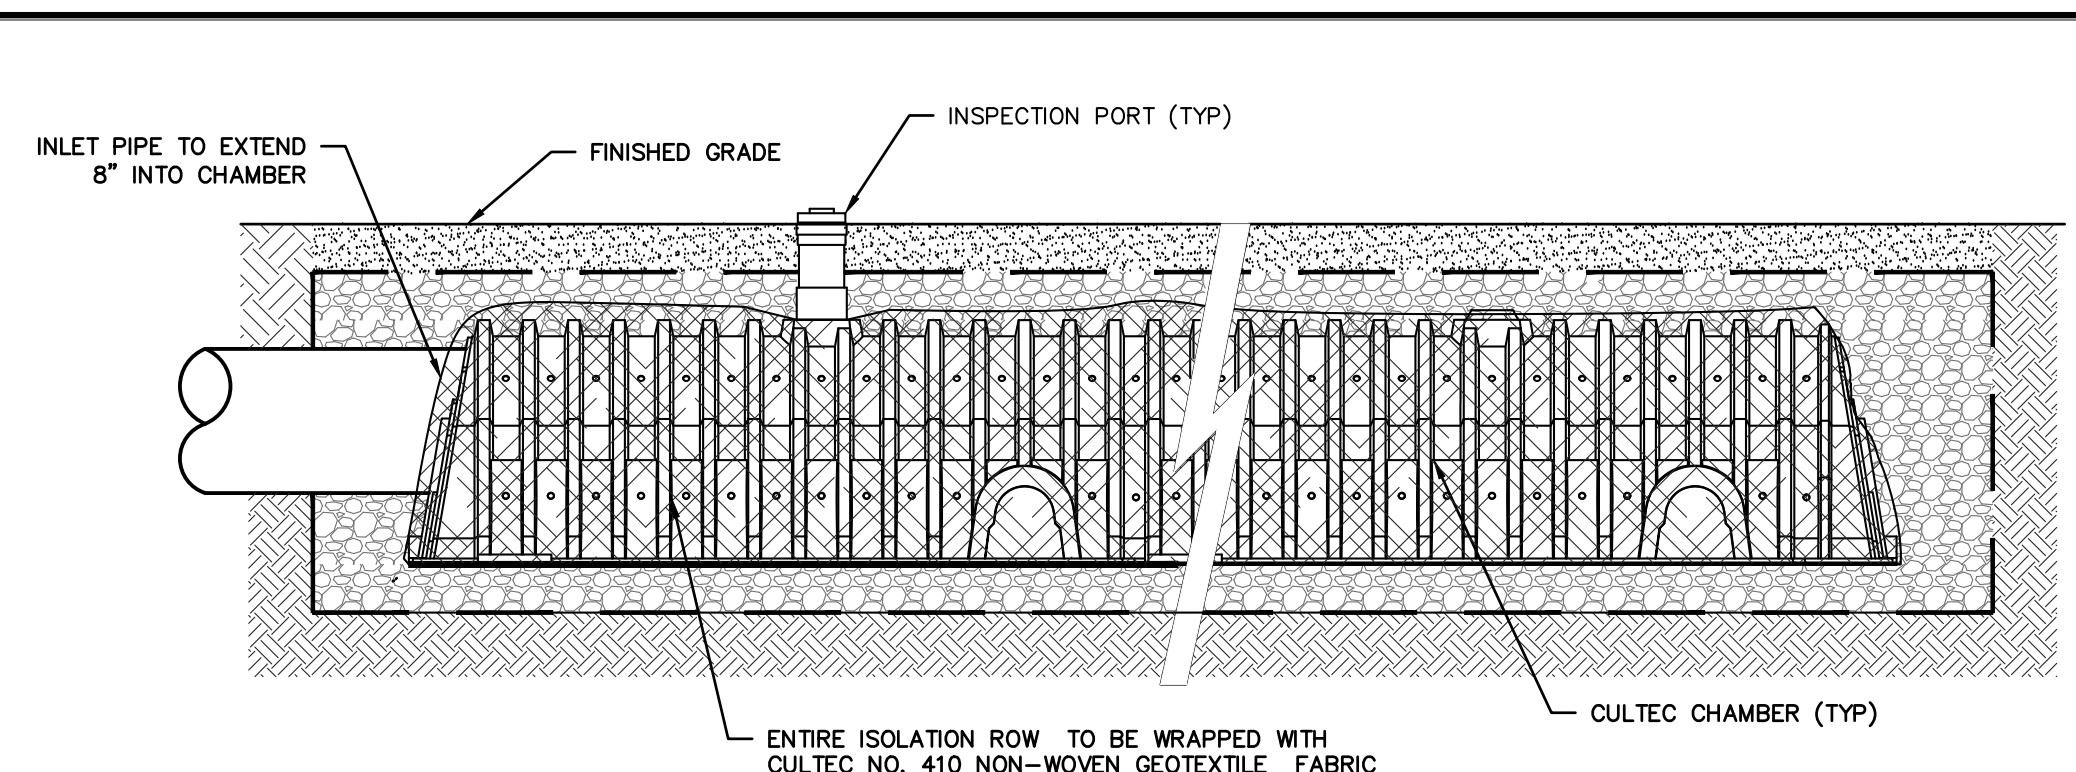 INSPECTION PORT (TYP)
INLET PIPE TO EXTEND
8" INTO CHAMBER
FINISHED GRADE
CULTEC CHAMBER (TYP)
ENTIRE ISOLATION ROW TO BE WRAPPED WITH
CULTEC NO. 410 NON-WOVEN GEOTEXTILE FABRIC